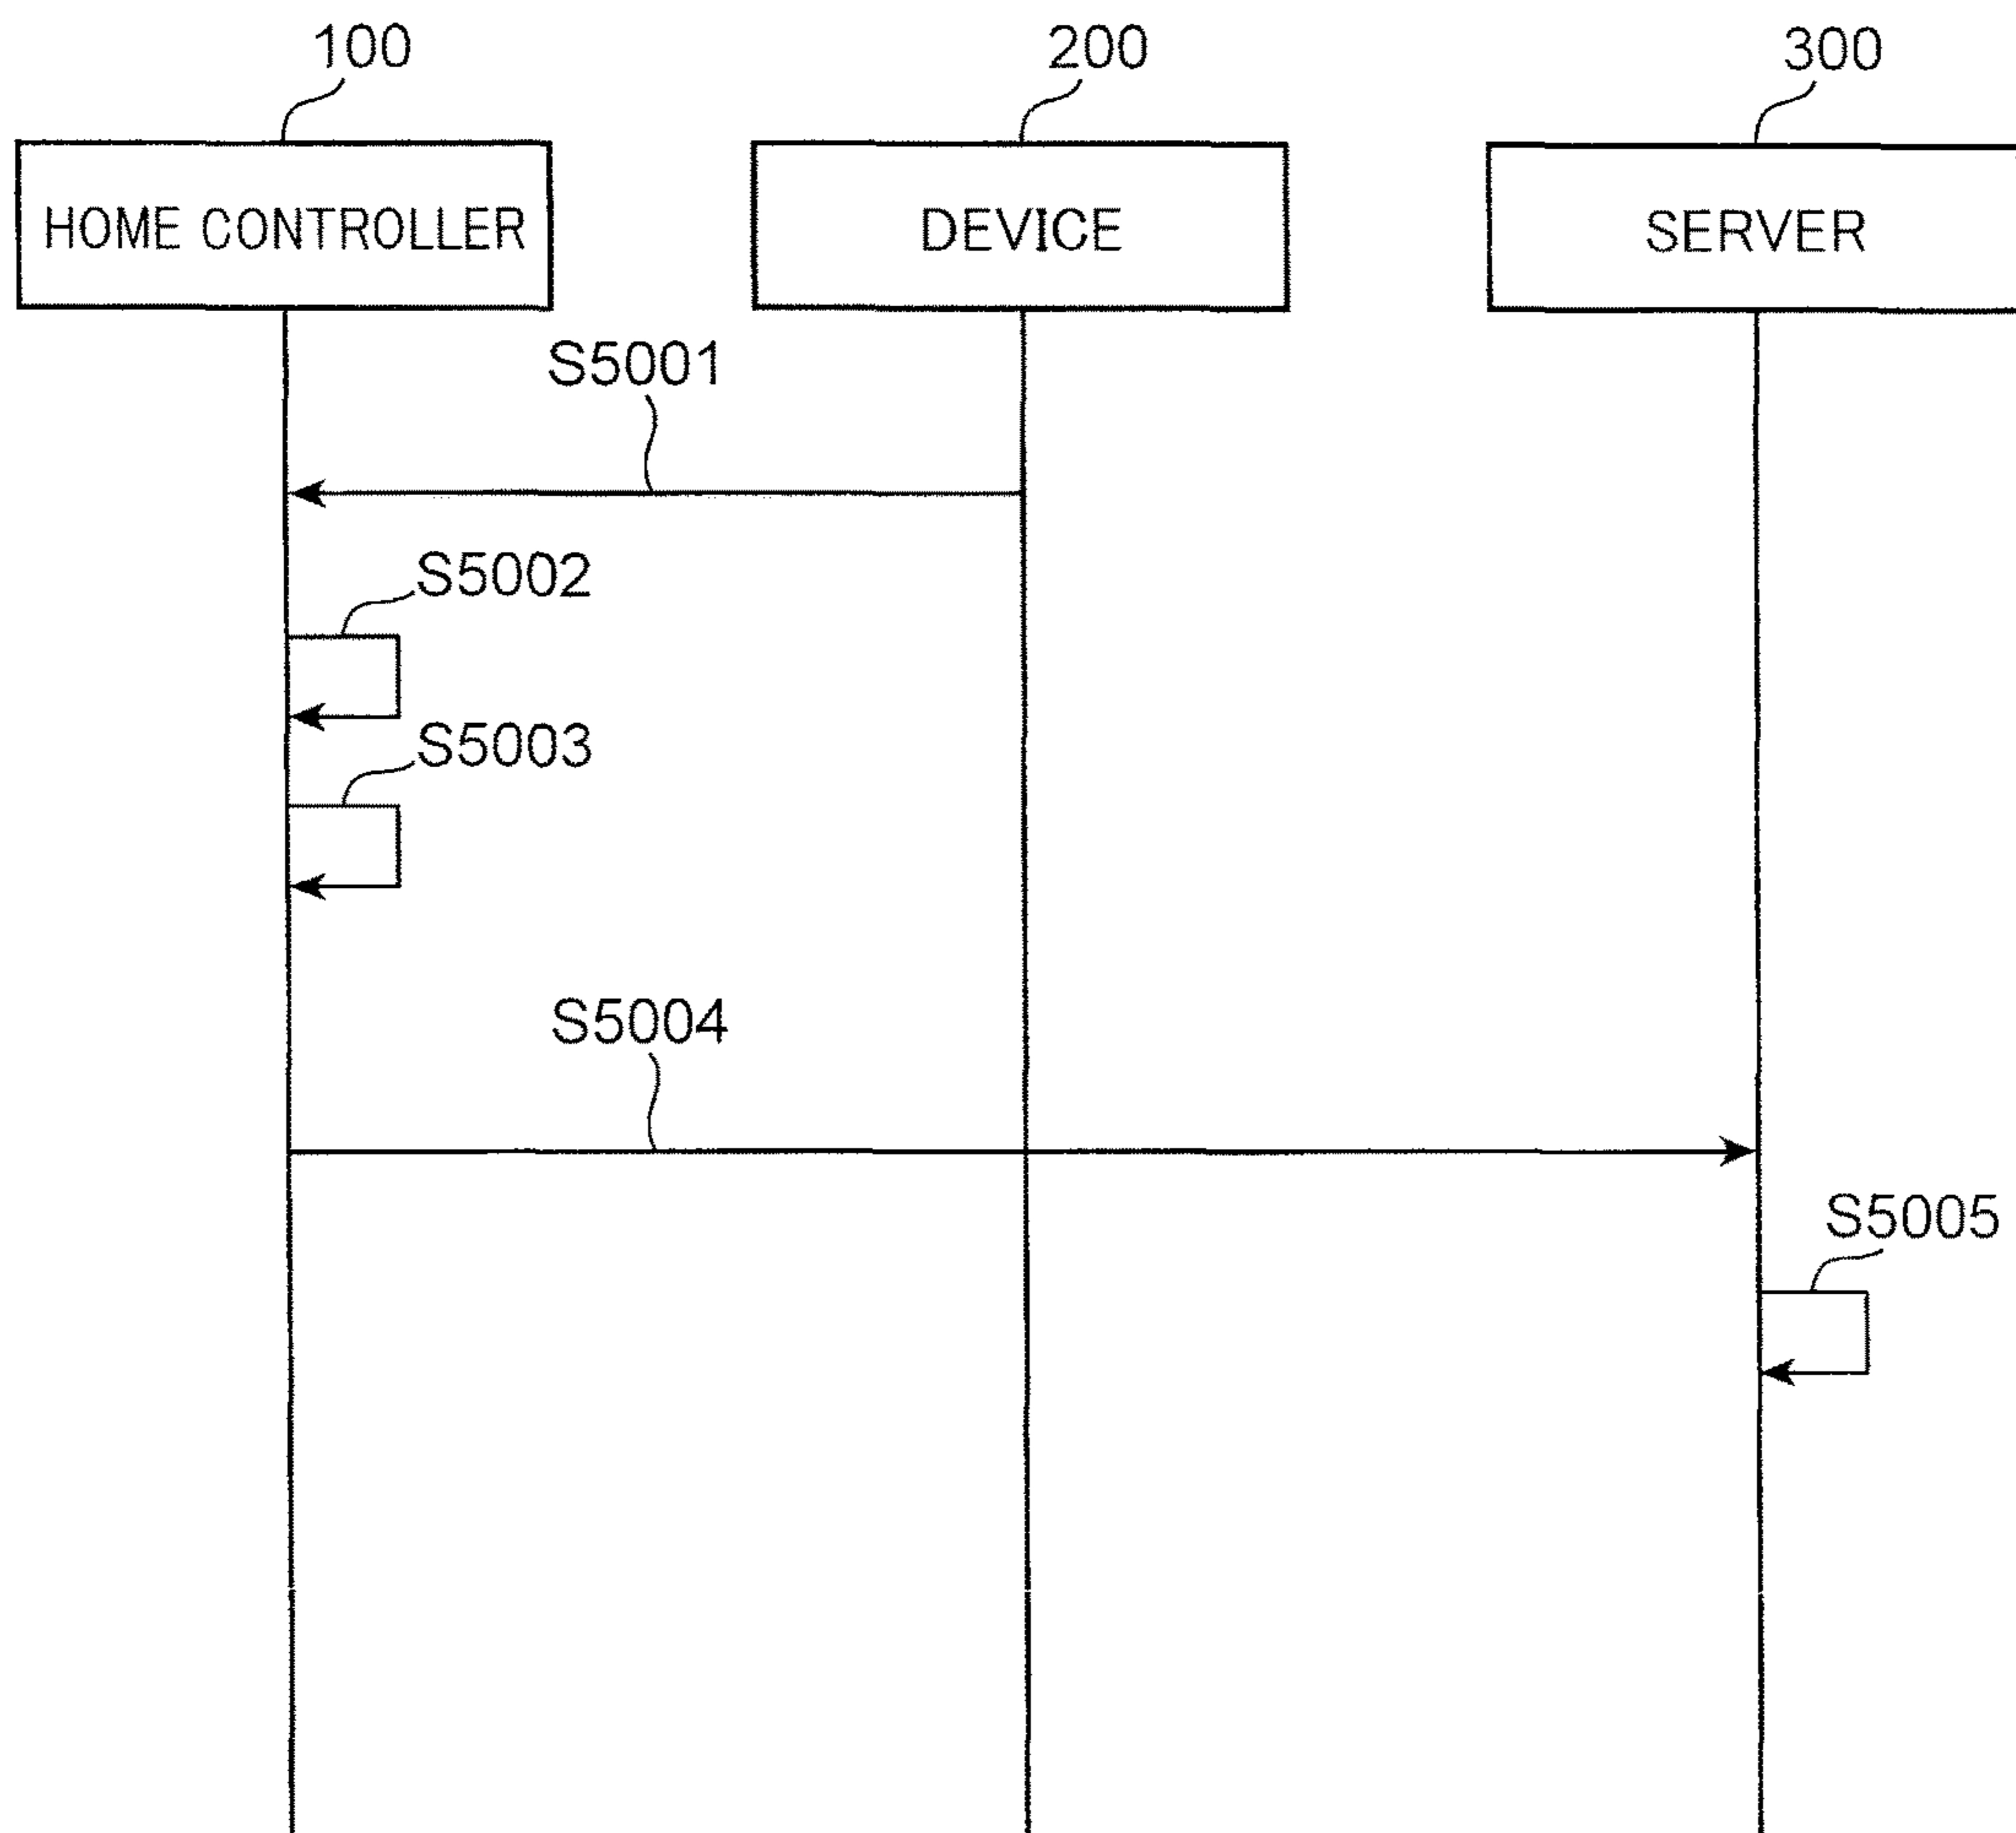 100
200
300
HOME CONTROLLER
DEVICE
SERVER
S5001
S5002
S5003
S5004
S5005